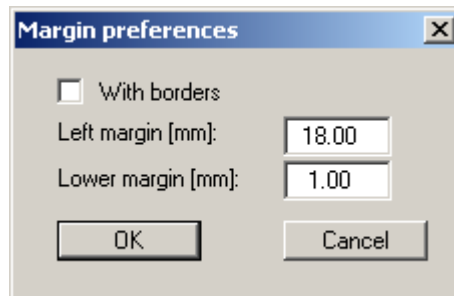 Margin preferences
With borders
Left margin [mm]: 18.00
Lower margin [mm]: 1.00
OK Cancel